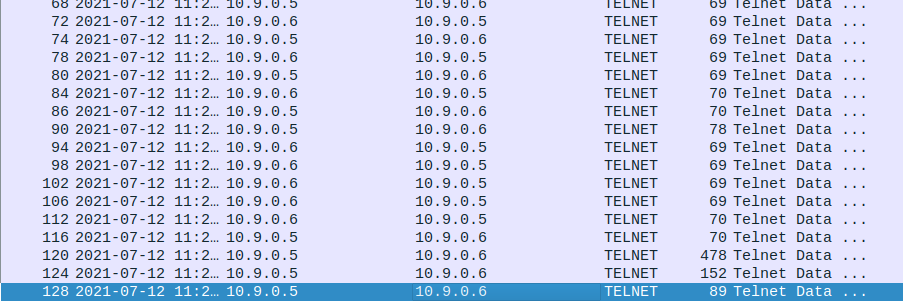 68 2021-07-12 11:2… 10.9.0.5 10.9.0.6 TELNET 69 Telnet Data ...
72 2021-07-12 11:2… 10.9.0.6 10.9.0.5 TELNET 69 Telnet Data ...
74 2021-07-12 11:2… 10.9.0.5 10.9.0.6 TELNET 69 Telnet Data ...
78 2021-07-12 11:2… 10.9.0.6 10.9.0.5 TELNET 69 Telnet Data ...
80 2021-07-12 11:2… 10.9.0.5 10.9.0.6 TELNET 69 Telnet Data ...
84 2021-07-12 11:2… 10.9.0.6 10.9.0.5 TELNET 70 Telnet Data ...
86 2021-07-12 11:2… 10.9.0.5 10.9.0.6 TELNET 70 Telnet Data ...
90 2021-07-12 11:2… 10.9.0.5 10.9.0.6 TELNET 78 Telnet Data ...
94 2021-07-12 11:2… 10.9.0.6 10.9.0.5 TELNET 69 Telnet Data ...
98 2021-07-12 11:2… 10.9.0.6 10.9.0.5 TELNET 69 Telnet Data ...
102 2021-07-12 11:2… 10.9.0.6 10.9.0.5 TELNET 69 Telnet Data ...
106 2021-07-12 11:2… 10.9.0.6 10.9.0.5 TELNET 69 Telnet Data ...
112 2021-07-12 11:2… 10.9.0.6 10.9.0.5 TELNET 70 Telnet Data ...
116 2021-07-12 11:2… 10.9.0.5 10.9.0.6 TELNET 70 Telnet Data ...
120 2021-07-12 11:2… 10.9.0.5 10.9.0.6 TELNET 478 Telnet Data ...
124 2021-07-12 11:2… 10.9.0.5 10.9.0.6 TELNET 152 Telnet Data ...
128 2021-07-12 11:2… 10.9.0.5 10.9.0.6 TELNET 89 Telnet Data ...